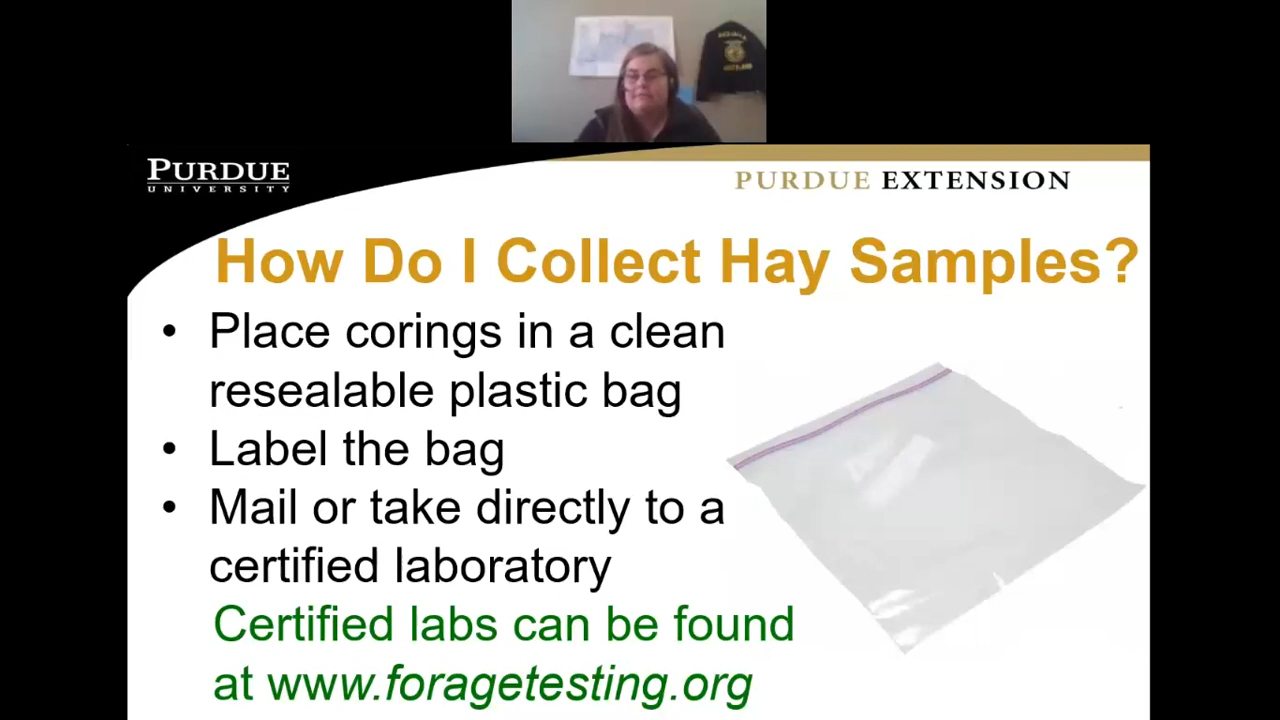 PURDUE
UNIVERSITY
PURDUE EXTENSION
How Do I Collect Hay Samples?
• Place corings in a clean
resealable plastic bag
• Label the bag
• Mail or take directly to a
certified laboratory
Certified labs can be found
at www.foragetesting.org